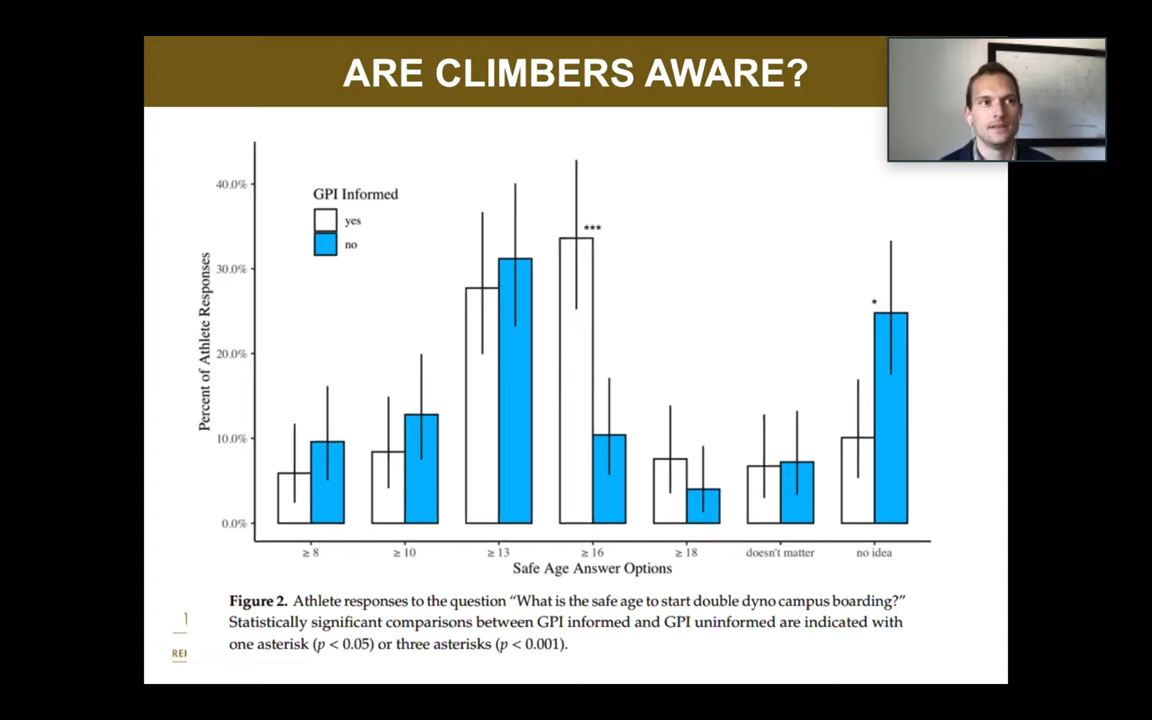 ARE CLIMBERS AWARE?
GPI Informed
yes
no
Percent of Athlete Responses
40.0%
30.0%
20.0%
10.0%
0.0%
***
*
≥ 8
≥ 10
≥ 13
≥ 16
≥ 18
doesn't matter
no idea
Safe Age Answer Options
Figure 2. Athlete responses to the question “What is the safe age to start double dyno campus boarding?”
Statistically significant comparisons between GPI informed and GPI uninformed are indicated with
one asterisk (p < 0.05) or three asterisks (p < 0.001).